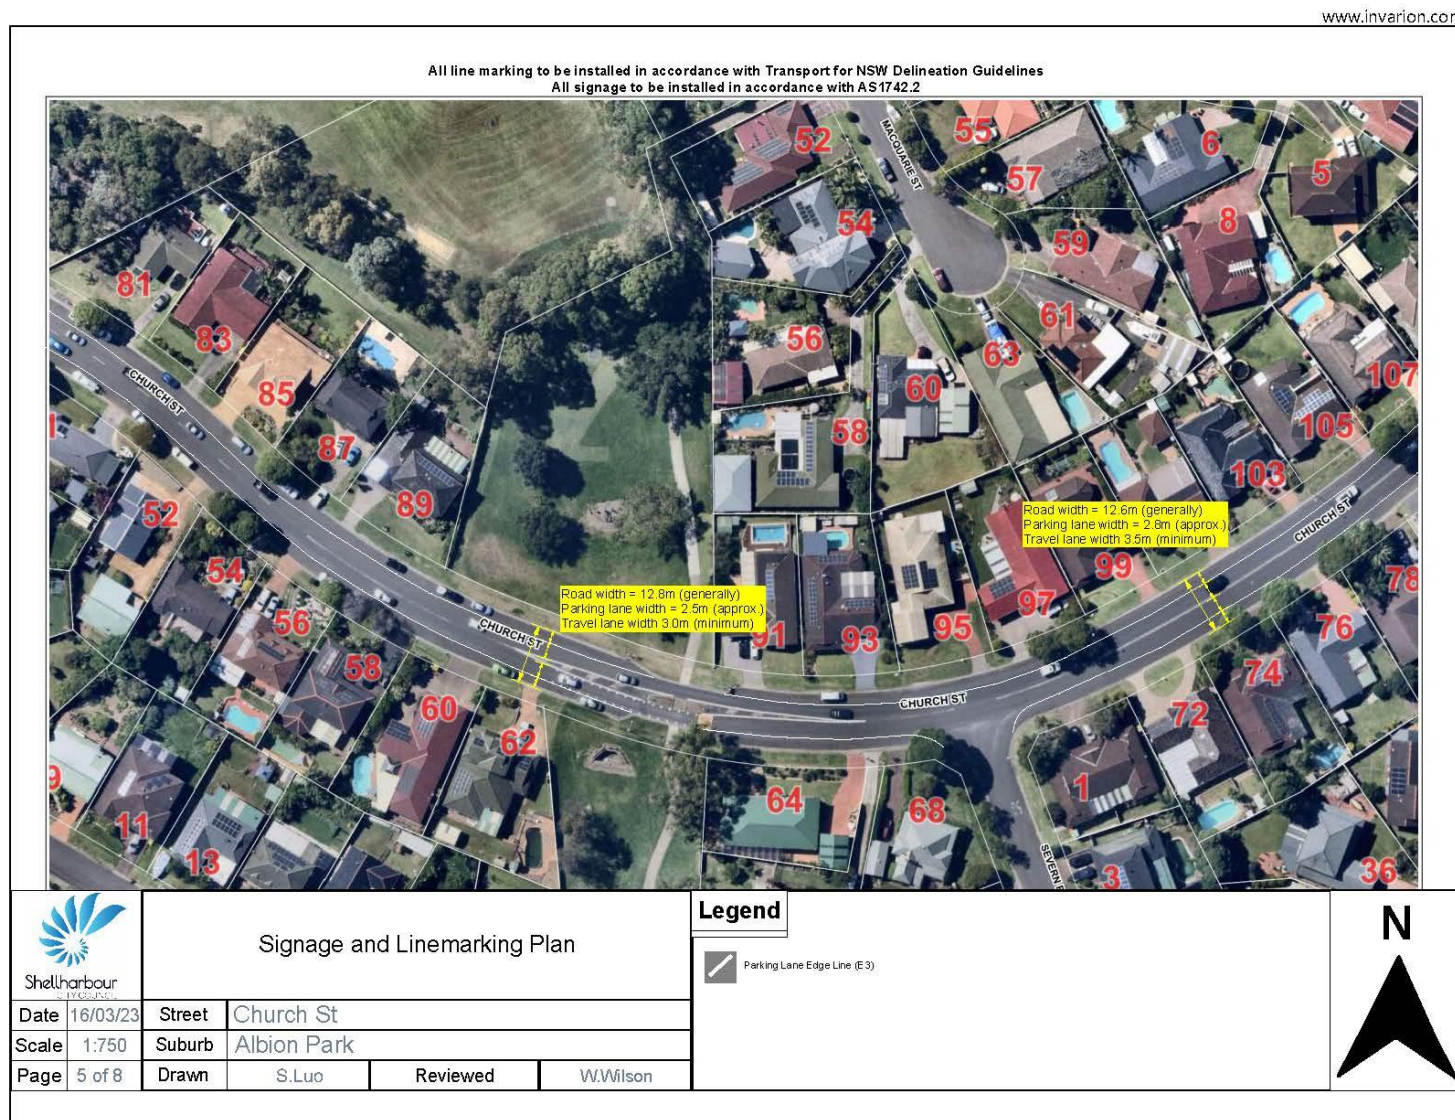 www.invarion.com
All line marking to be installed in accordance with Transport for NSW Delineation Guidelines
All signage to be installed in accordance with AS1742.2
MACQUARIE ST
52
55
57
6
5
54
59
8
81
83
56
61
63
107
CHURCH ST
85
60
58
105
87
89
103
52
Road width = 12.6m (generally)
Parking lane width = 2.8m (approx.)
Travel lane width 3.5m (minimum)
CHURCH ST
54
99
78
Road width = 12.8m (generally)
Parking lane width = 2.5m (approx.)
Travel lane width 3.0m (minimum)
56
CHURCH ST
91
93
95
97
76
58
74
60
CHURCH ST
72
62
9
1
64
68
11
13
SEVERN
3
36
Shellharbour
CITY COUNCIL
Signage and Linemarking Plan
Legend
Parking Lane Edge Line (E3)
N
Date 16/03/23 Street Church St
Scale 1:750 Suburb Albion Park
Page 5 of 8 Drawn S.Luo Reviewed W.Wilson